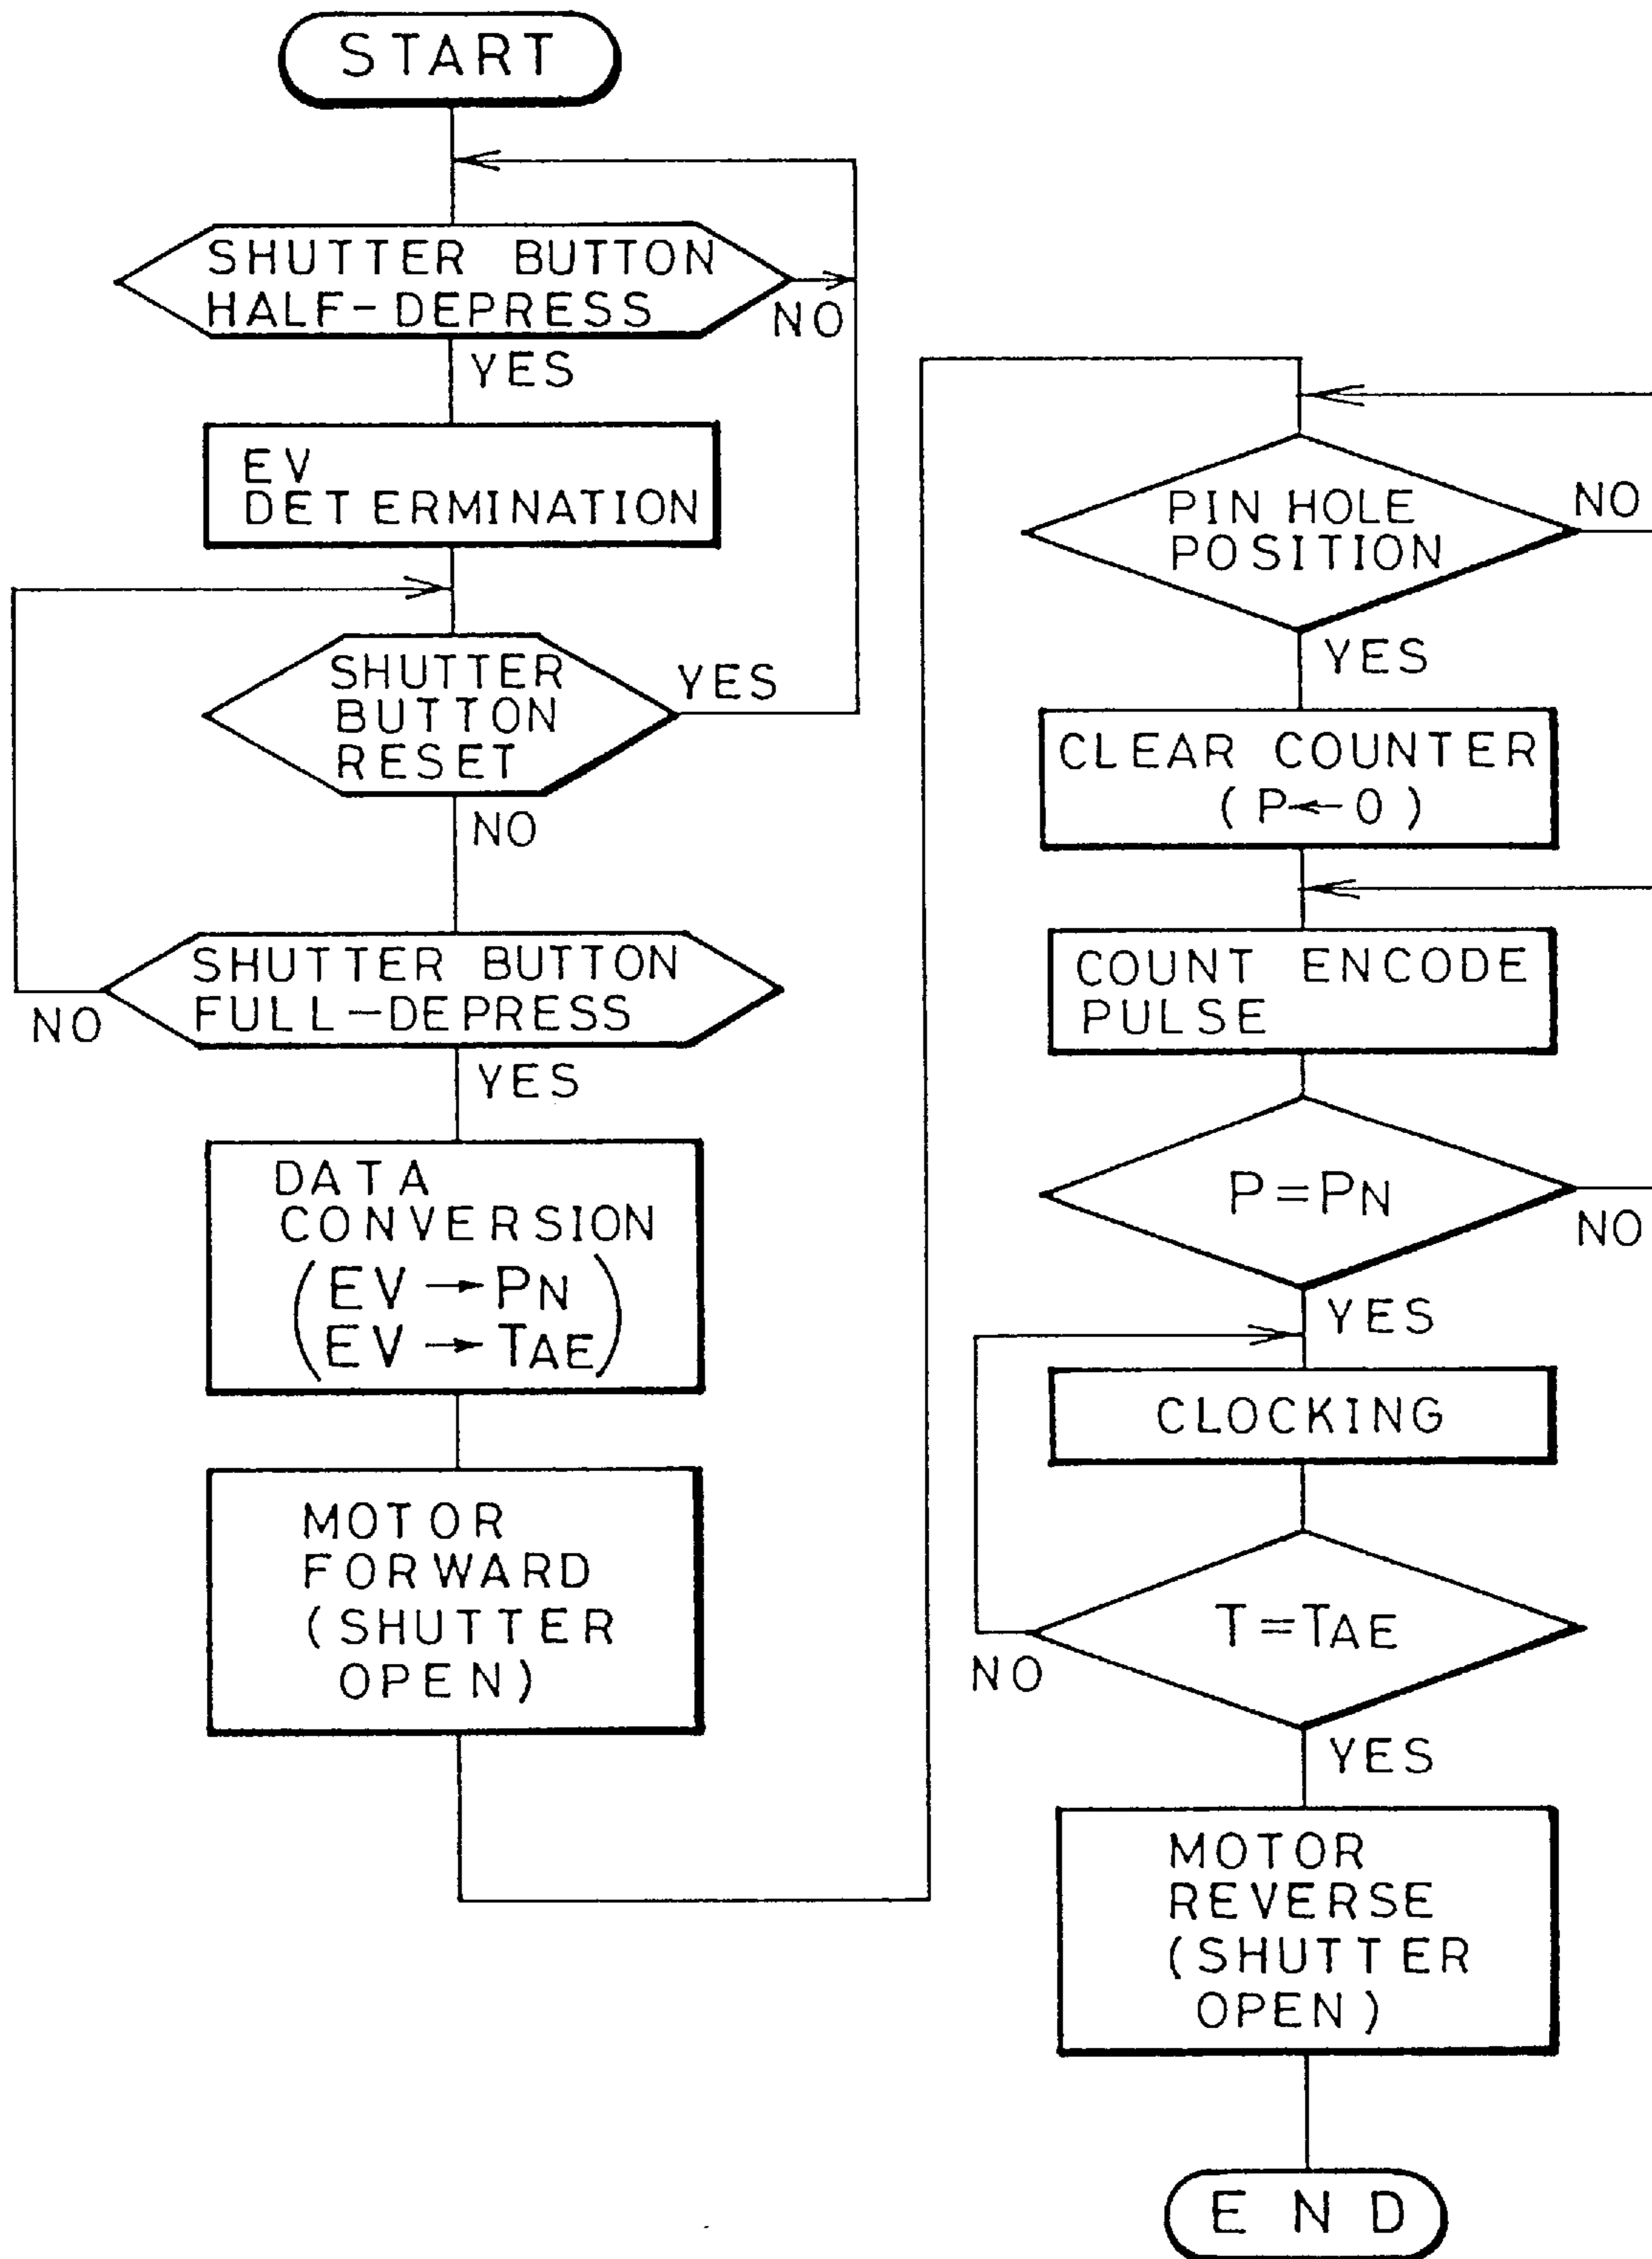 START
SHUTTER BUTTON
HALF-DEPRESS
NO
YES
EV
DETERMINATION
SHUTTER
BUTTON
RESET
YES
NO
SHUTTER BUTTON
FULL-DEPRESS
NO
YES
DATA
CONVERSION
(EV → PN
EV → TAE)
MOTOR
FORWARD
(SHUTTER
OPEN)
PIN HOLE
POSITION
NO
YES
CLEAR COUNTER
(P←0)
COUNT ENCODE
PULSE
P=PN
NO
YES
CLOCKING
T=TAE
NO
YES
MOTOR
REVERSE
(SHUTTER
OPEN)
END